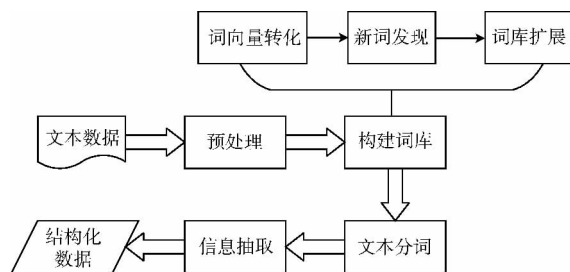 词向量转化
新词发现
词库扩展
文本数据
预处理
构建词库
结构化
数据
信息抽取
文本分词